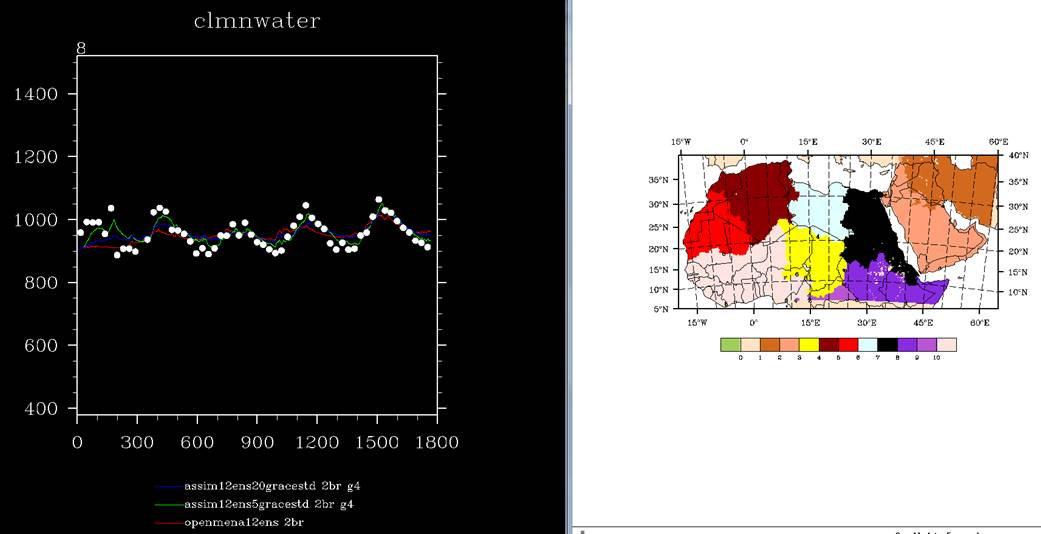 clmnwater
8
1400
1200
1000
800
600
400
0 300 600 900 1200 1500 1800
assim12ens20gracestd 2br g4
assim12ens5gracestd 2br g4
openmena12ens 2br
15°W 0° 15°E 30°E 45°E 60°E
40°N
35°N 35°N
30°N 30°N
25°N 25°N
20°N 20°N
15°N 15°N
10°N 10°N
5°N
15°W 0° 15°E 30°E 45°E 60°E
0 1 2 3 4 5 6 7 8 9 10